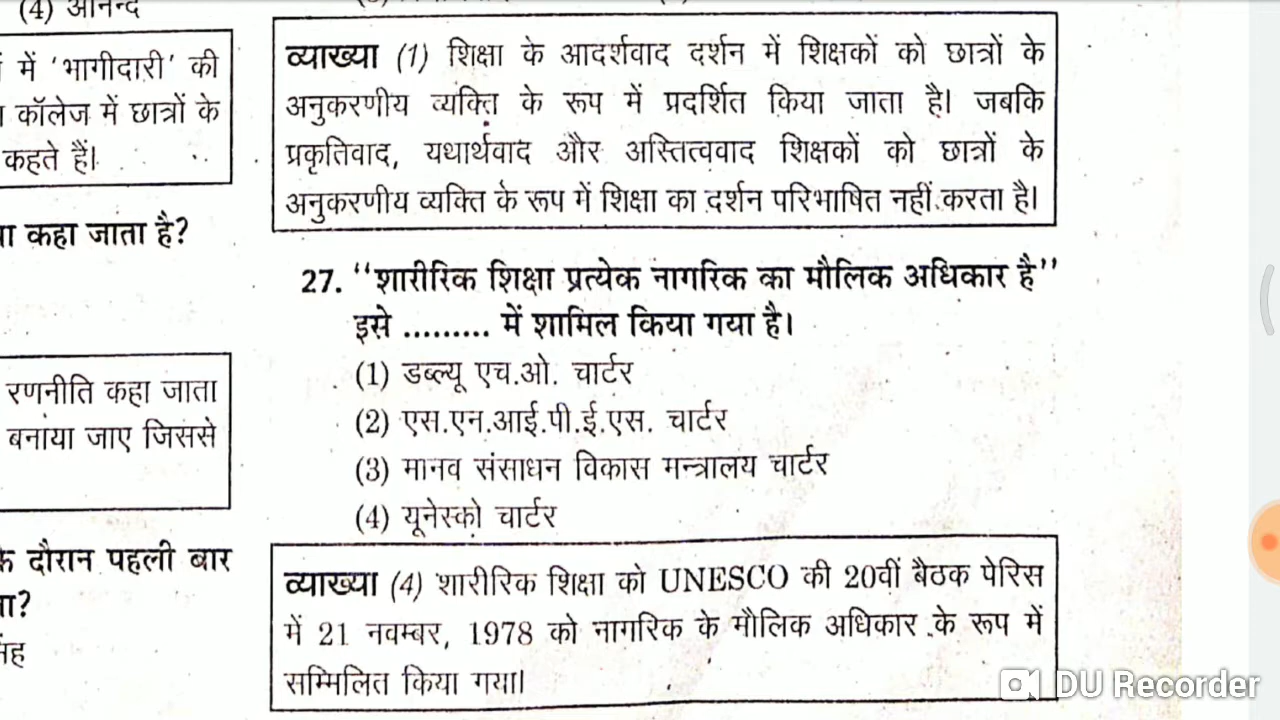 (4) आनन्द
में 'भागीदारी' की
कॉलेज में छात्रों के
कहते हैं।
कहा जाता है?
रणनीति कहा जाता
बनाया जाए जिससे
के दौरान पहली बार
व्याख्या (1) शिक्षा के आदर्शवाद दर्शन में शिक्षकों को छात्रों के
अनुकरणीय व्यक्ति के रूप में प्रदर्शित किया जाता है। जबकि
प्रकृतिवाद, यथार्थवाद और अस्तित्ववाद शिक्षकों को छात्रों के
अनुकरणीय व्यक्ति के रूप में शिक्षा का दर्शन परिभाषित नहीं करता है।
27. "शारीरिक शिक्षा प्रत्येक नागरिक का मौलिक अधिकार है"
इसे ......... में शामिल किया गया है।
(1) डब्ल्यू एच.ओ. चार्टर
(2) एस.एन.आई.पी.ई.एस. चार्टर
(3) मानव संसाधन विकास मन्त्रालय चार्टर
(4) यूनेस्को चार्टर
व्याख्या (4) शारीरिक शिक्षा को UNESCO की 20वीं बैठक पेरिस
में 21 नवम्बर, 1978 को नागरिक के मौलिक अधिकार के रूप में
सम्मिलित किया गया।
DU Recorder